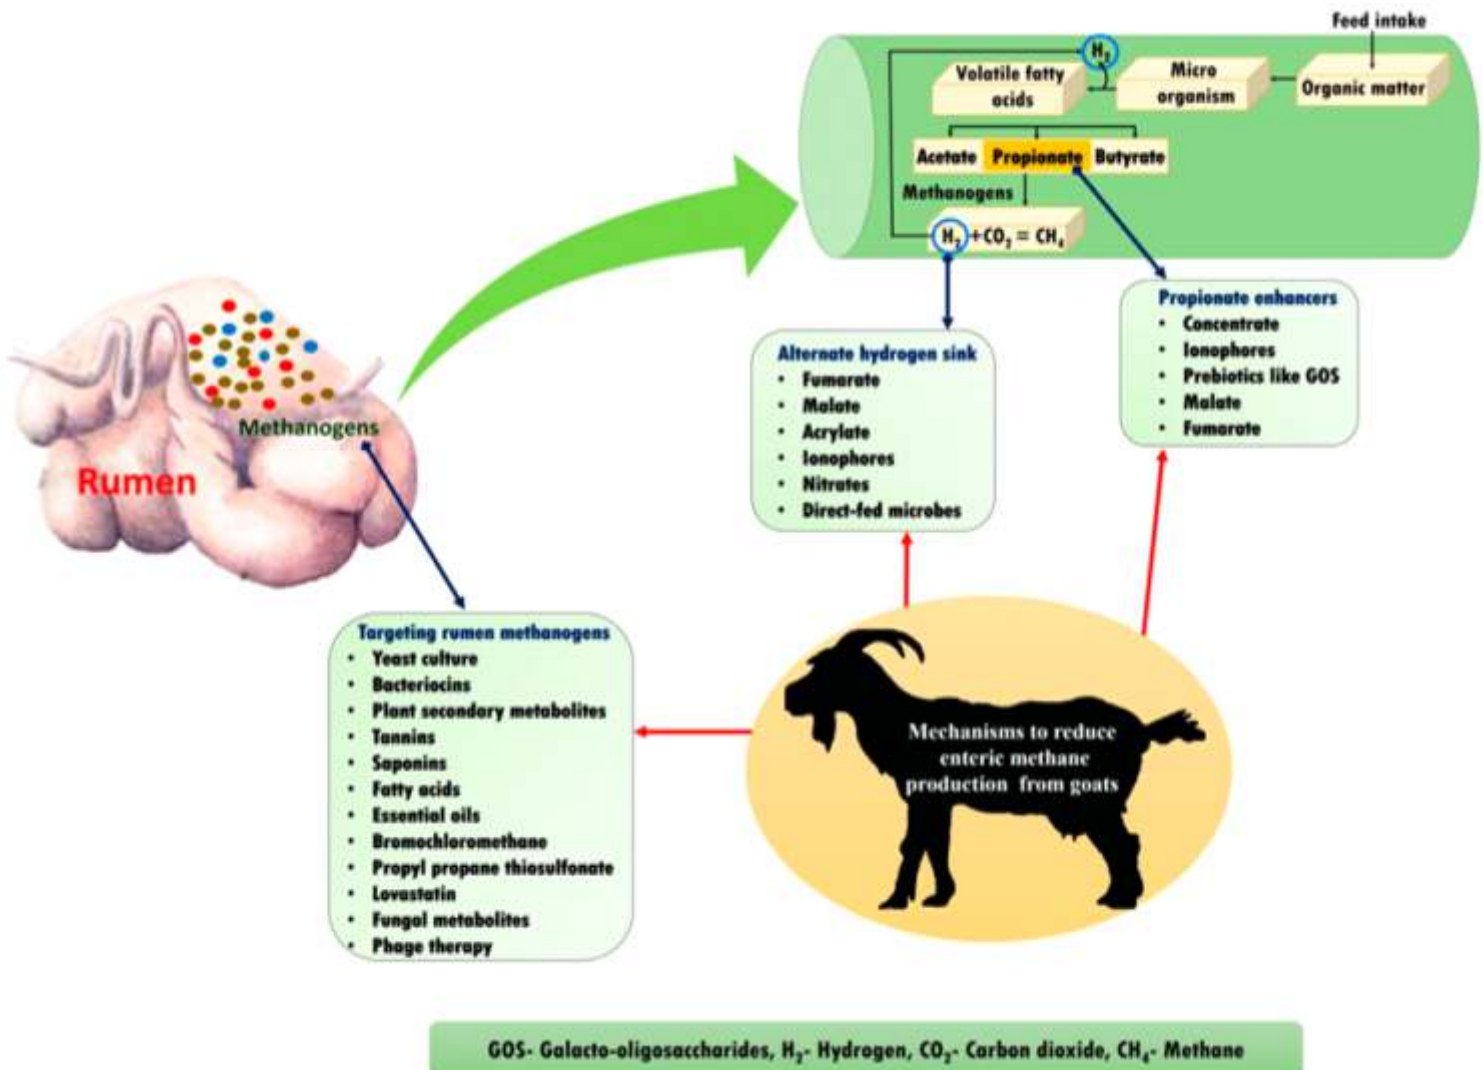 Feed intake
H₂
Volatile fatty
acids
Micro
organism
Organic matter
Acetate Propionate Butyrate
Methanogens
H₂ +CO₂ = CH₄
Methanogens
Rumen
Alternate hydrogen sink
• Fumarate
• Malate
• Acrylate
• Ionophores
• Nitrates
• Direct-fed microbes
Propionate enhancers
• Concentrate
• Ionophores
• Prebiotics like GOS
• Malate
• Fumarate
Targeting rumen methanogens
• Yeast culture
• Bacteriocins
• Plant secondary metabolites
• Tannins
• Saponins
• Fatty acids
• Essential oils
• Bromochloromethane
• Propyl propane thiosulfonate
• Lovastatin
• Fungal metabolites
• Phage therapy
Mechanisms to reduce
enteric methane
production from goats
GOS- Galacto-oligosaccharides, H₂- Hydrogen, CO₂- Carbon dioxide, CH₄- Methane